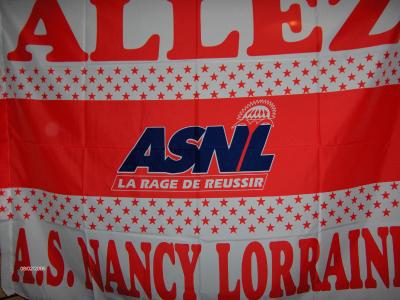 ALLEZ
ASNL
LA RAGE DE REUSSIR
A.S. NANCY LORRAINE